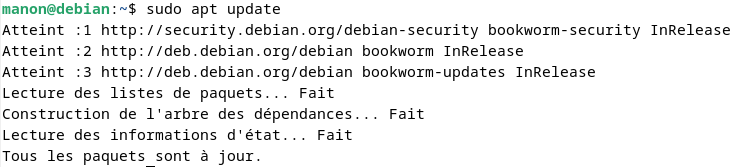 manon@debian:~$ sudo apt update
Atteint :1 http://security.debian.org/debian-security bookworm-security InRelease
Atteint :2 http://deb.debian.org/debian bookworm InRelease
Atteint :3 http://deb.debian.org/debian bookworm-updates InRelease
Lecture des listes de paquets... Fait
Construction de l'arbre des dépendances... Fait
Lecture des informations d'état... Fait
Tous les paquets sont à jour.